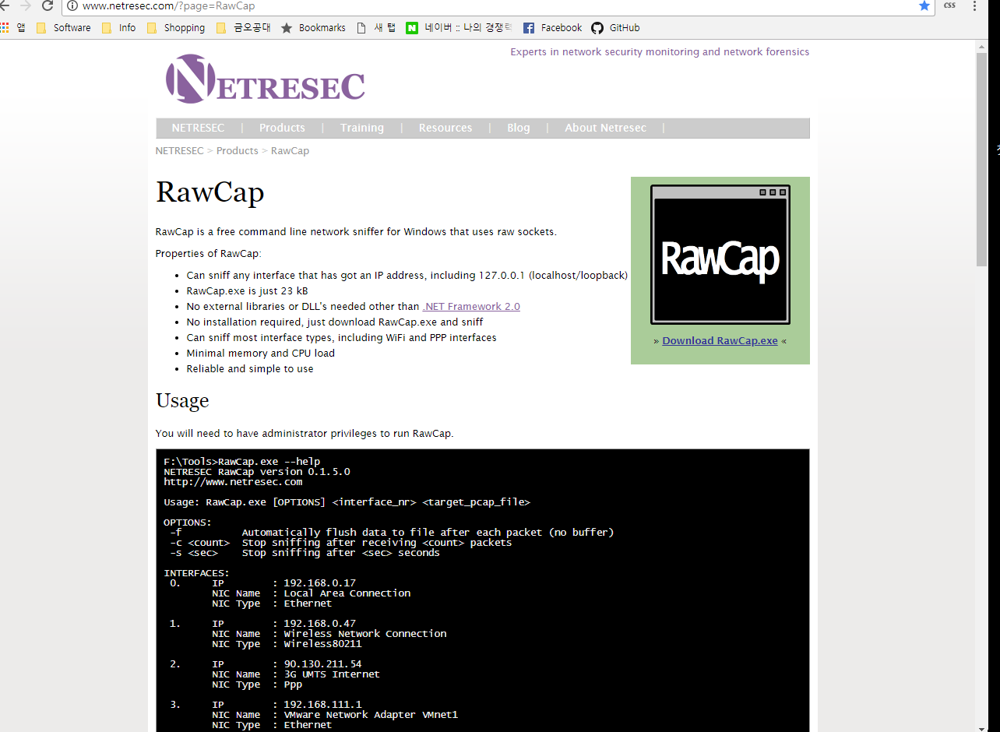 www.netresec.com/?page=RawCap
css
앱 Software Info Shopping 금오공대 Bookmarks 새 탭 네이버 :: 나의 경쟁력 Facebook GitHub
Experts in network security monitoring and network forensics
NETRESEC
NETRESEC | Products | Training | Resources | Blog | About Netresec |
NETRESEC > Products > RawCap
RawCap
RawCap is a free command line network sniffer for Windows that uses raw sockets.
Properties of RawCap:
• Can sniff any interface that has got an IP address, including 127.0.0.1 (localhost/loopback)
• RawCap.exe is just 23 kB
• No external libraries or DLL's needed other than .NET Framework 2.0
• No installation required, just download RawCap.exe and sniff
• Can sniff most interface types, including WiFi and PPP interfaces
• Minimal memory and CPU load
• Reliable and simple to use
RawCap
» Download RawCap.exe «
Usage
You will need to have administrator privileges to run RawCap.
F:\Tools>RawCap.exe --help
NETRESEC RawCap version 0.1.5.0
http://www.netresec.com
Usage: RawCap.exe [OPTIONS] <interface_nr> <target_pcap_file>
OPTIONS:
-f Automatically flush data to file after each packet (no buffer)
-c <count> Stop sniffing after receiving <count> packets
-s <sec> Stop sniffing after <sec> seconds
INTERFACES:
0. IP : 192.168.0.17
NIC Name : Local Area Connection
NIC Type : Ethernet
1. IP : 192.168.0.47
NIC Name : Wireless Network Connection
NIC Type : Wireless80211
2. IP : 90.130.211.54
NIC Name : 3G UMTS Internet
NIC Type : Ppp
3. IP : 192.168.111.1
NIC Name : VMware Network Adapter VMnet1
NIC Type : Ethernet